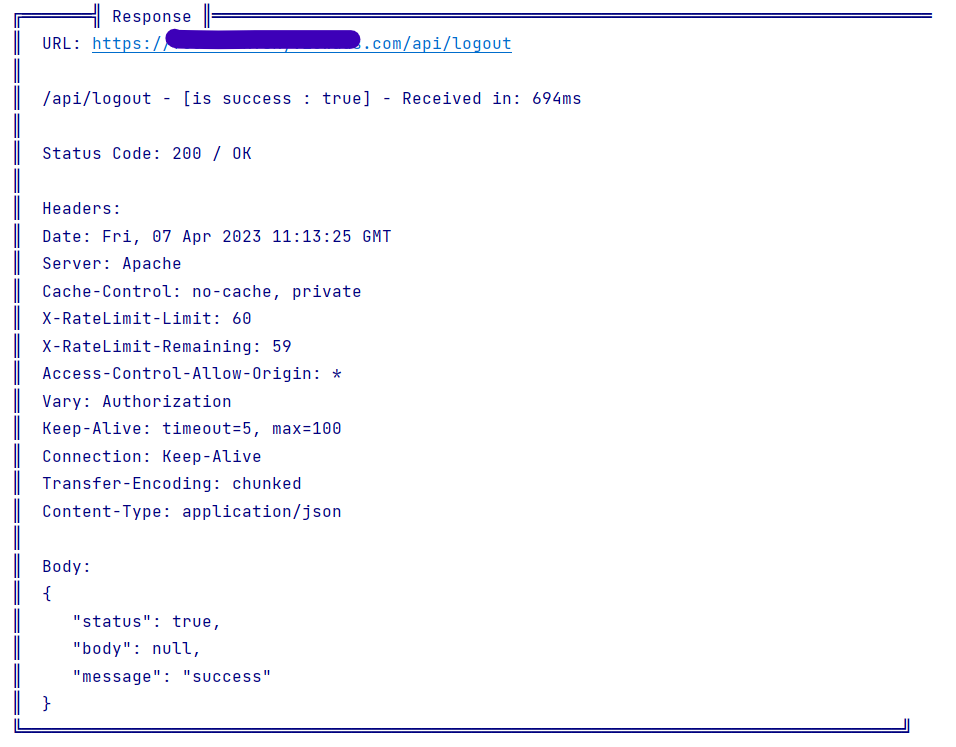 Response
URL: https://.com/api/logout
/api/logout - [is success : true] - Received in: 694ms
Status Code: 200 / OK
Headers:
Date: Fri, 07 Apr 2023 11:13:25 GMT
Server: Apache
Cache-Control: no-cache, private
X-RateLimit-Limit: 60
X-RateLimit-Remaining: 59
Access-Control-Allow-Origin: *
Vary: Authorization
Keep-Alive: timeout=5, max=100
Connection: Keep-Alive
Transfer-Encoding: chunked
Content-Type: application/json
Body:
{
"status": true,
"body": null,
"message": "success"
}